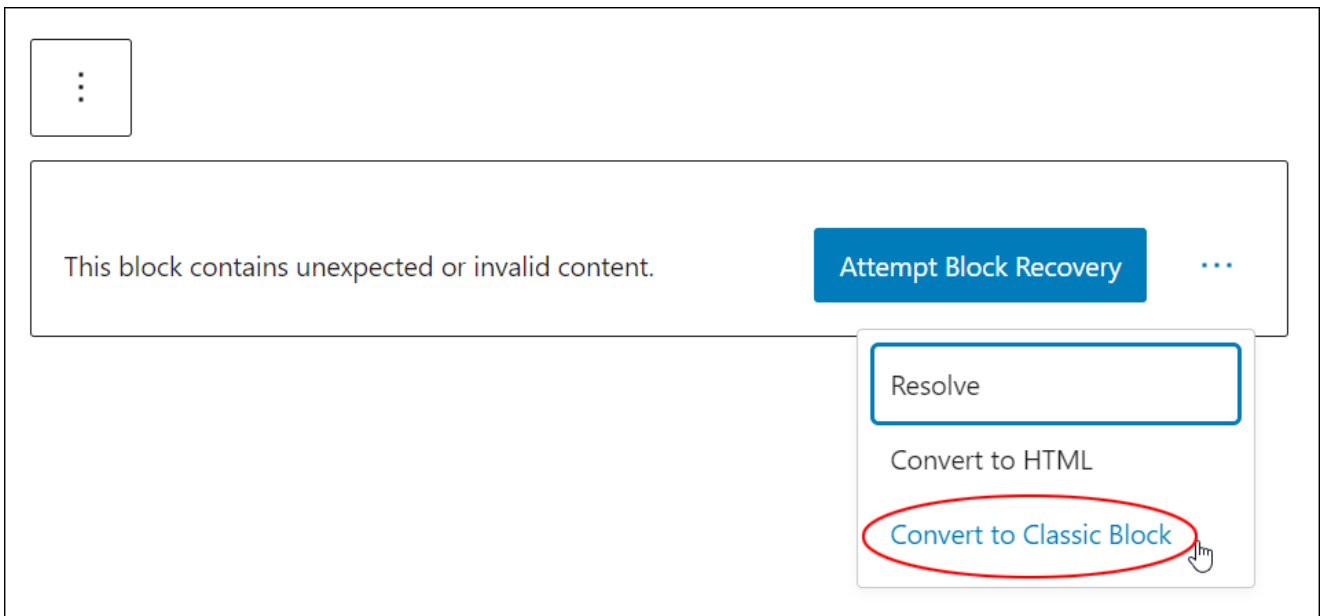 This block contains unexpected or invalid content.
Attempt Block Recovery
Resolve
Convert to HTML
Convert to Classic Block